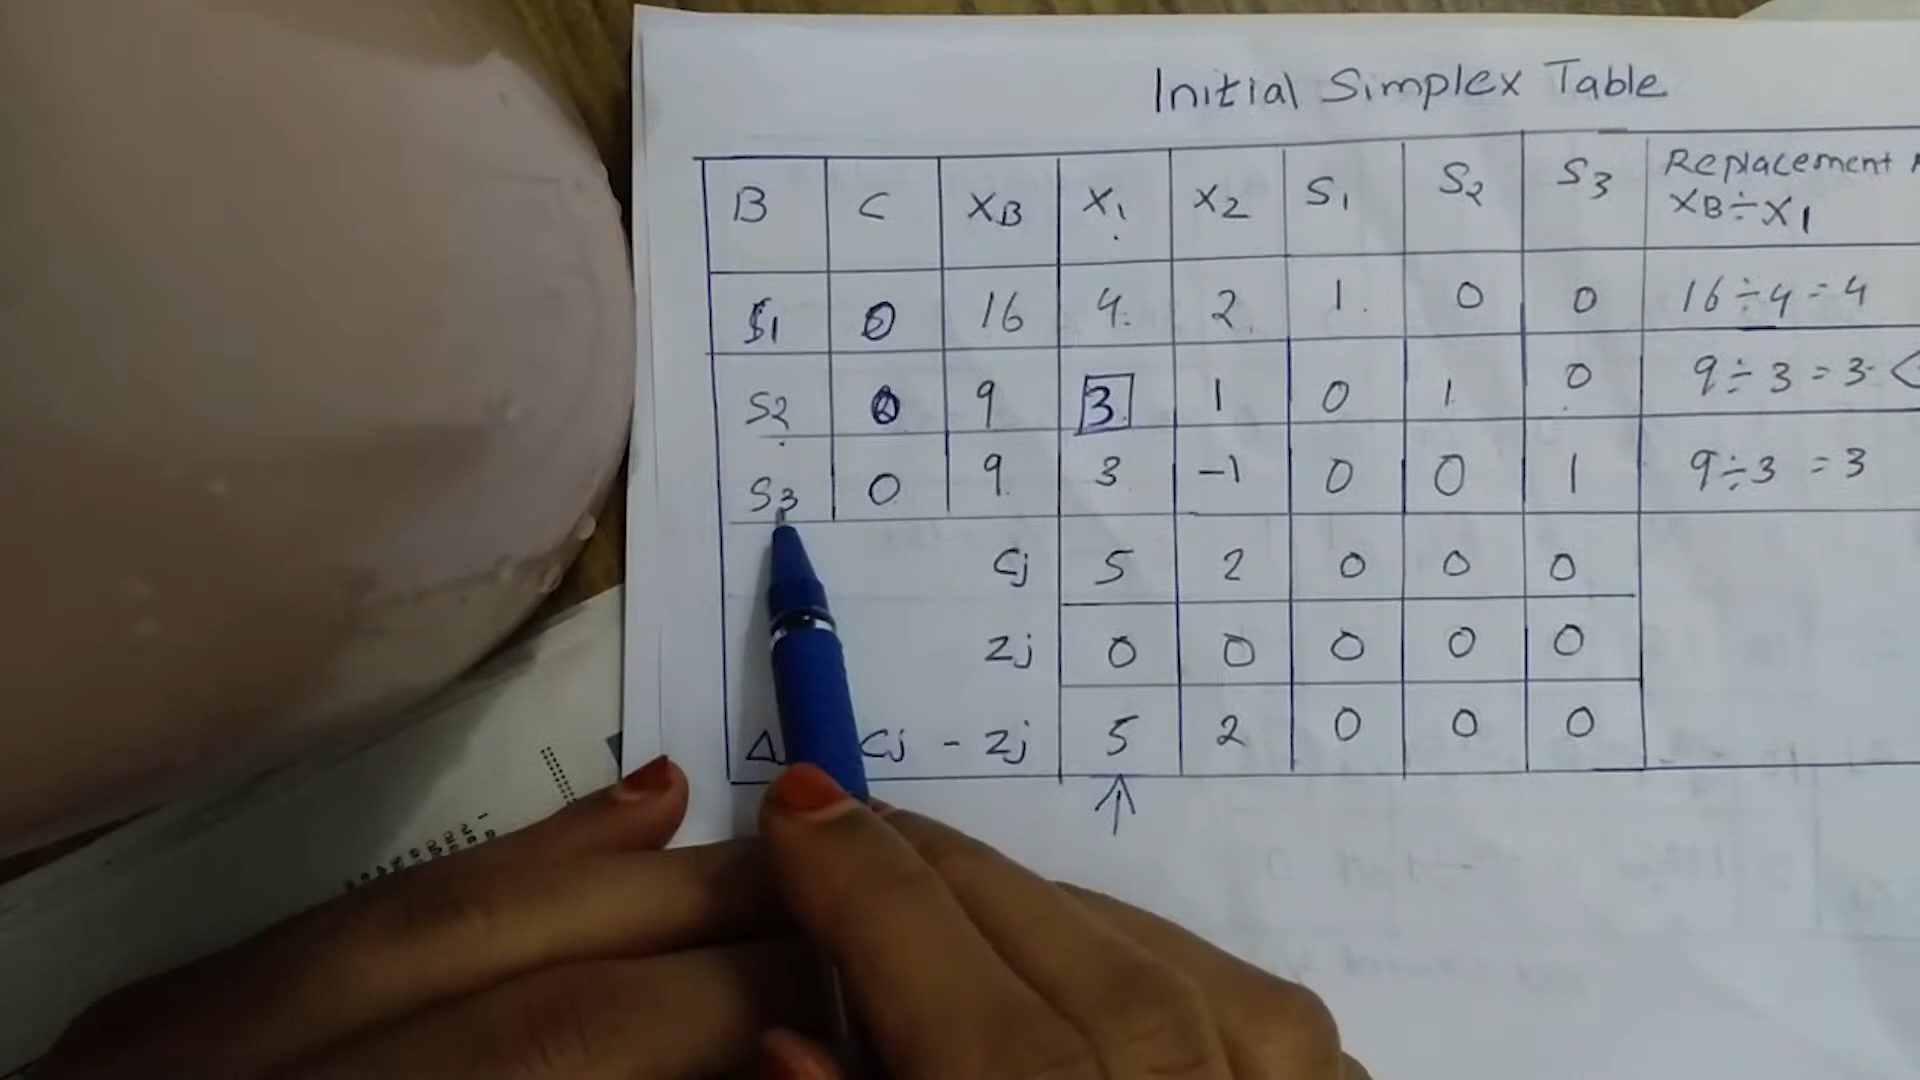 Initial Simplex Table
B C XB X1 X2 S1 S2 S3 Replacement
XB÷X1
S1 0 16 4 2 1 0 0 16÷4=4
S2 0 9 3 1 0 1 0 9÷3=3
S3 0 9 3 -1 0 0 1 9÷3=3
Cj 5 2 0 0 0
Zj 0 0 0 0 0
Δ Cj - Zj 5 2 0 0 0